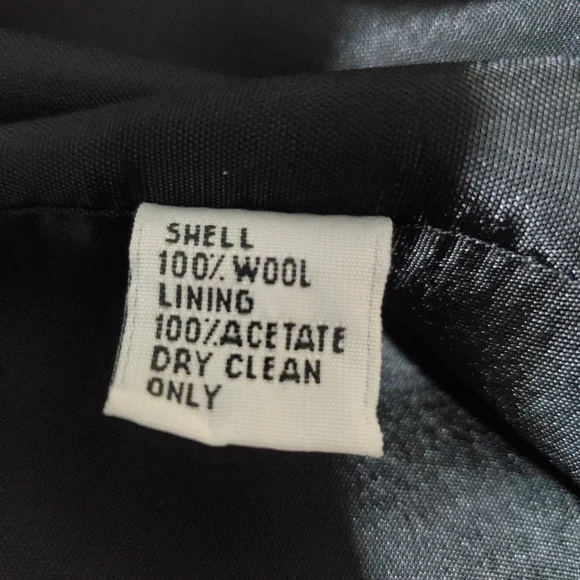 SHELL
100% WOOL
LINING
100% ACETATE
DRY CLEAN
ONLY